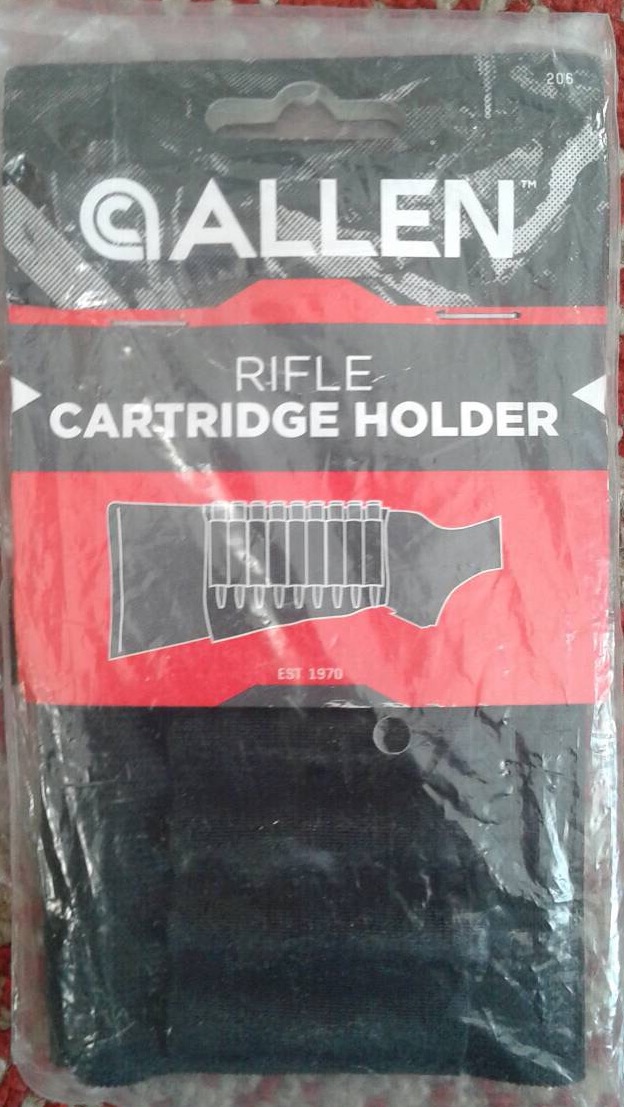 206
ALLEN™
RIFLE
CARTRIDGE HOLDER
EST 1970